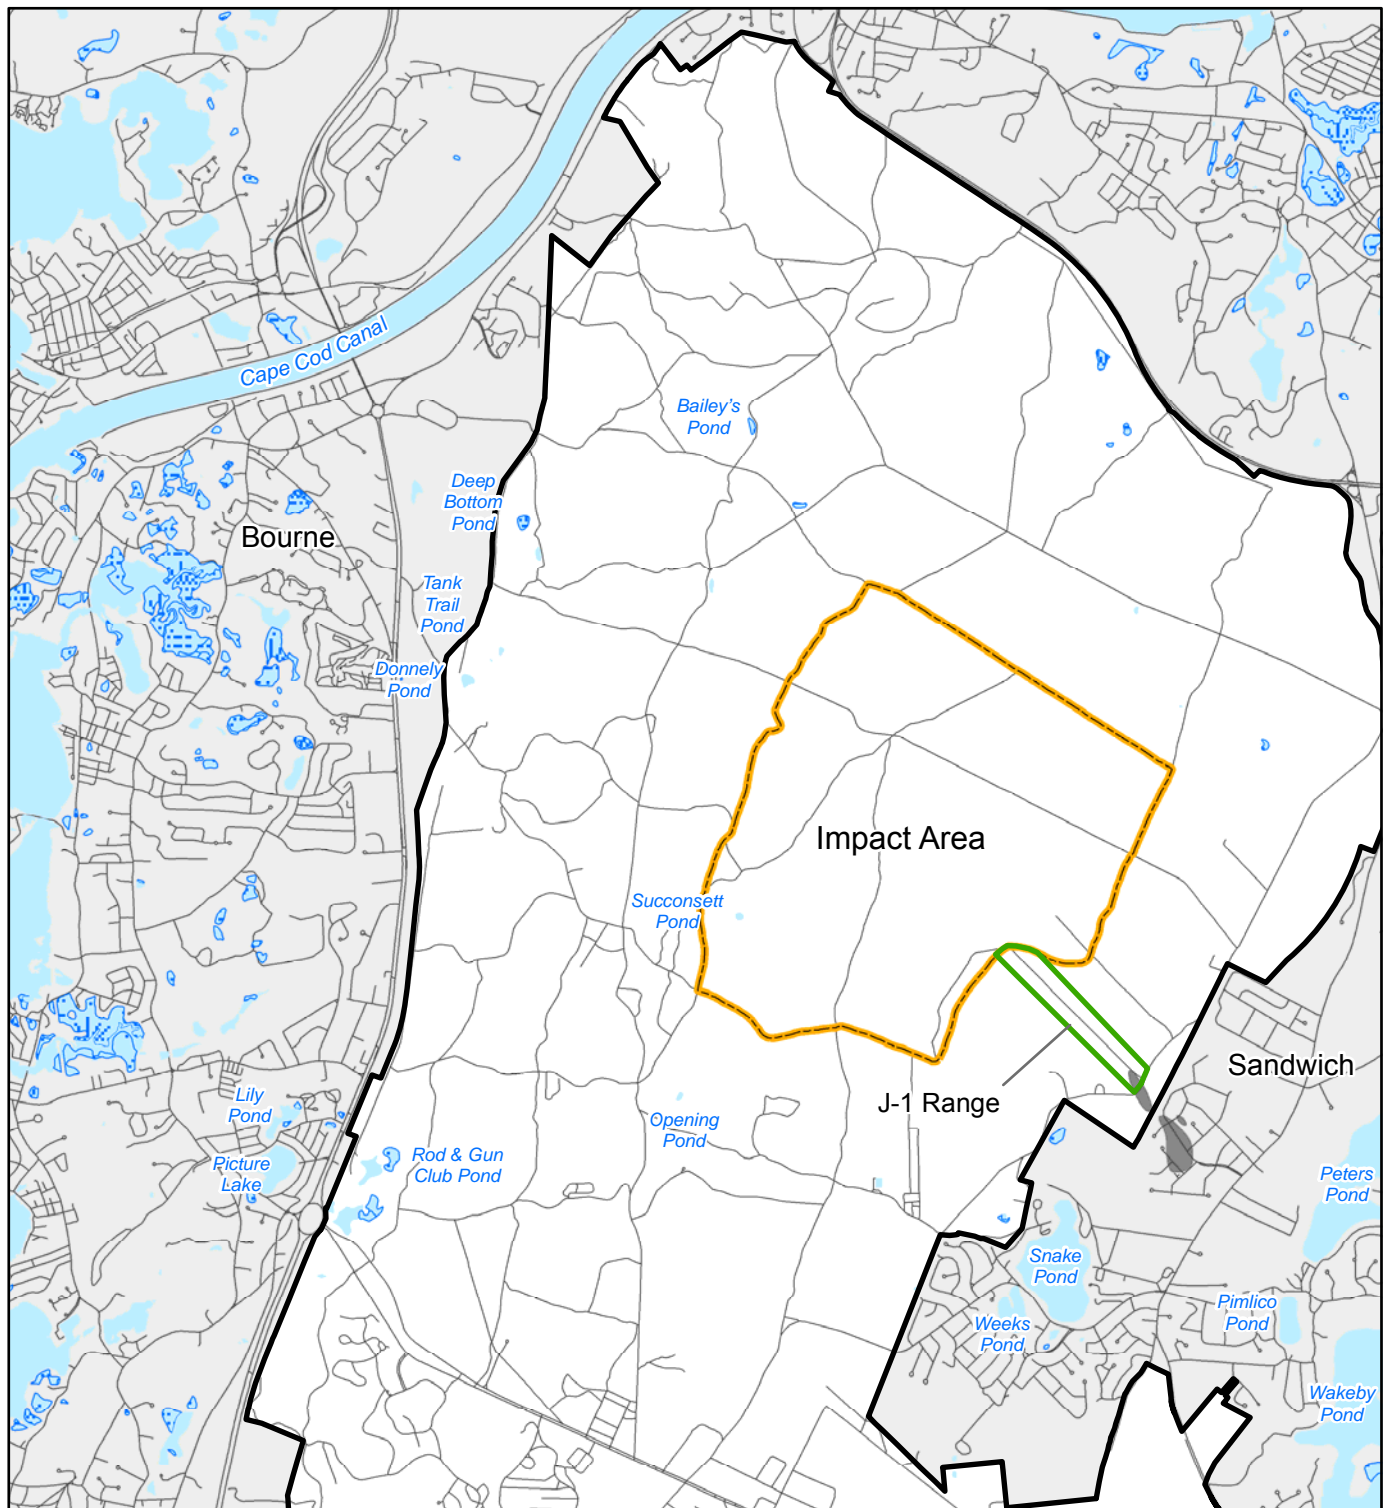 Cape Cod Canal
Bailey's
Pond
Deep
Bottom
Pond
Bourne
Tank
Trail
Pond
Donnely
Pond
Impact Area
Succonsett
Pond
Sandwich
J-1 Range
Lily
Pond
Opening
Pond
Rod & Gun
Club Pond
Picture
Lake
Peters
Pond
Snake
Pond
Pimlico
Pond
Weeks
Pond
Wakeby
Pond